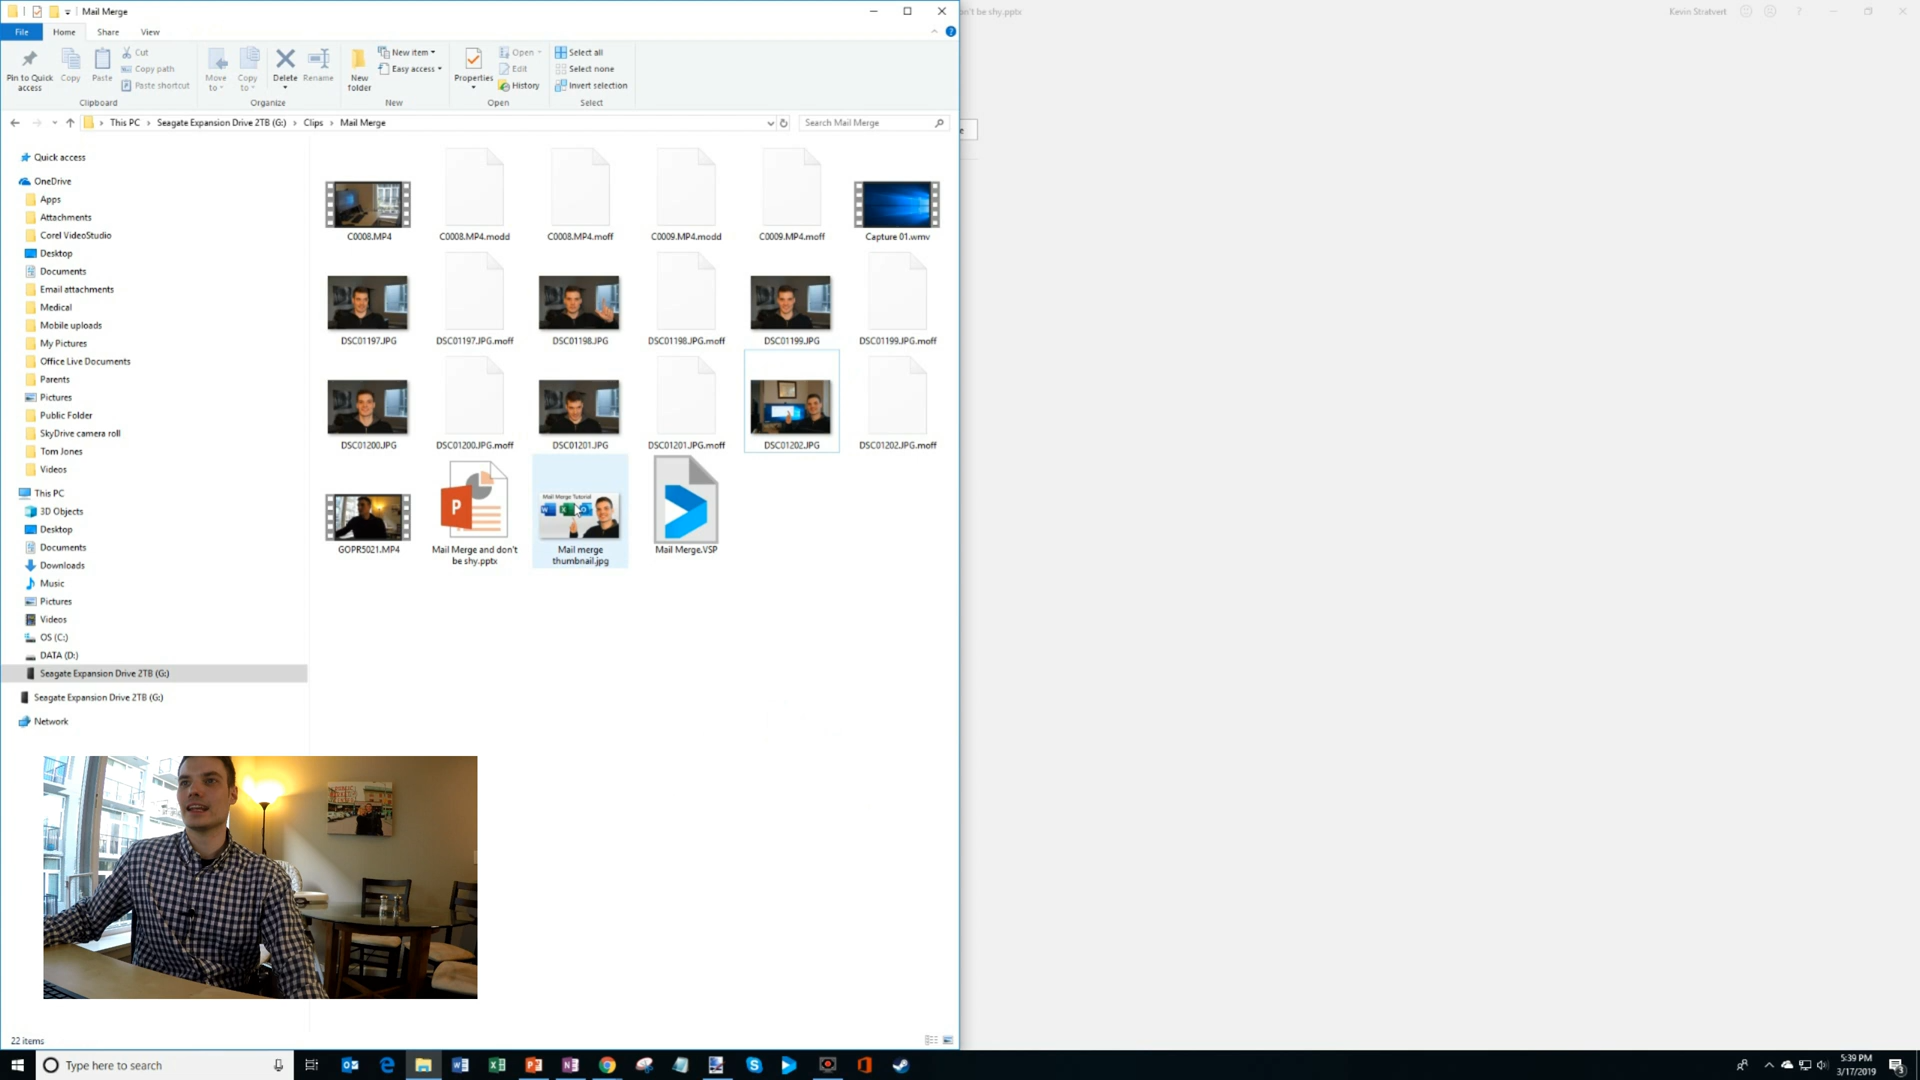 Mail Merge
n't be shy.pptx
Kevin Stratvert
File
Home
Share
View
Pin to Quick access
Copy
Paste
Cut
Copy path
Paste shortcut
Clipboard
Move to
Copy to
Delete
Rename
Organize
New folder
New item
Easy access
New
Properties
Open
Edit
History
Open
Select all
Select none
Invert selection
Select
This PC > Seagate Expansion Drive 2TB (G:) > Clips > Mail Merge
Search Mail Merge
Quick access
OneDrive
Apps
Attachments
Corel VideoStudio
Desktop
Documents
Email attachments
Medical
Mobile uploads
My Pictures
Office Live Documents
Parents
Pictures
Public Folder
SkyDrive camera roll
Tom Jones
Videos
This PC
3D Objects
Desktop
Documents
Downloads
Music
Pictures
Videos
OS (C:)
DATA (D:)
Seagate Expansion Drive 2TB (G:)
Seagate Expansion Drive 2TB (G:)
Network
C0008.MP4
C0008.MP4.modd
C0008.MP4.moff
C0009.MP4.modd
C0009.MP4.moff
Capture 01.wmv
DSC01197.JPG
DSC01197.JPG.moff
DSC01198.JPG
DSC01198.JPG.moff
DSC01199.JPG
DSC01199.JPG.moff
DSC01200.JPG
DSC01200.JPG.moff
DSC01201.JPG
DSC01201.JPG.moff
DSC01202.JPG
DSC01202.JPG.moff
Mail Merge Tutorial
GOPR5021.MP4
Mail Merge and don't
be shy.pptx
Mail merge
thumbnail.jpg
Mail Merge.VSP
22 items
Type here to search
5:39 PM
3/17/2019